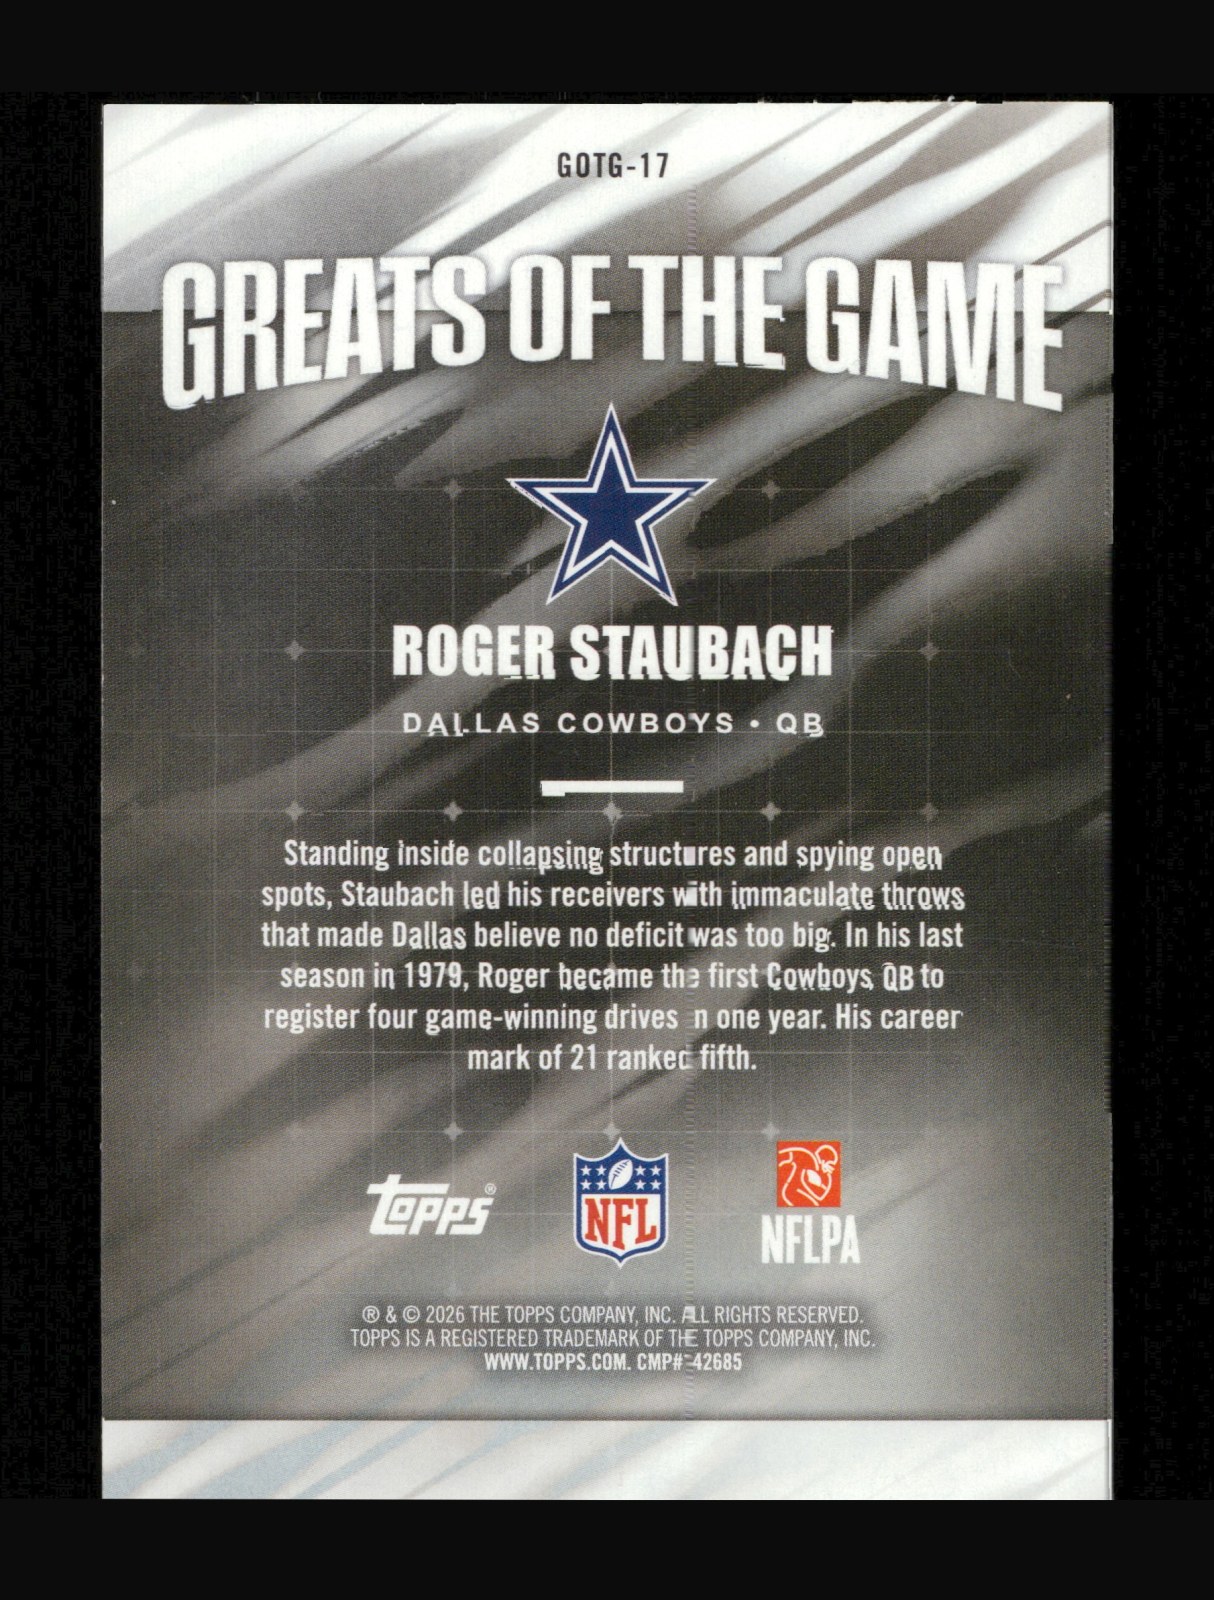 GOTG-17
GREATS OF THE GAME
ROGER STAUBACH
DALLAS COWBOYS • QB
Standing inside collapsing structures and spying open
spots, Staubach led his receivers with immaculate throws
that made Dallas believe no deficit was too big. In his last
season in 1979, Roger became the first Cowboys QB to
register four game-winning drives in one year. His career
mark of 21 ranked fifth.
TOPPS®
NFL
NFLPA
® & © 2026 THE TOPPS COMPANY, INC. ALL RIGHTS RESERVED.
TOPPS IS A REGISTERED TRADEMARK OF THE TOPPS COMPANY, INC.
WWW.TOPPS.COM. CMP#-42685